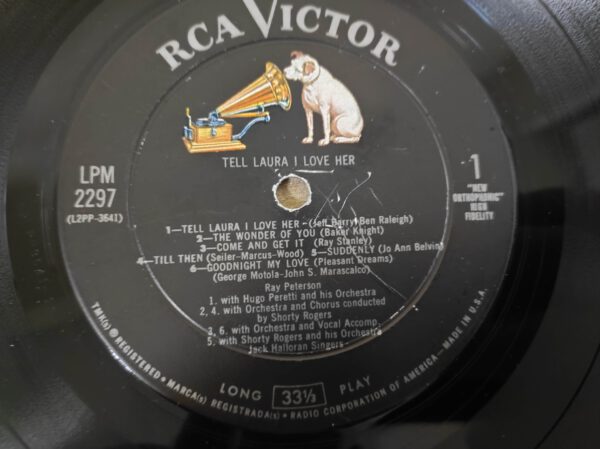 RCA VICTOR
TELL LAURA I LOVE HER
LPM
2297
(L2PP-3641)
1
"NEW
ORTHOPHONIC"
HIGH
FIDELITY
1—TELL LAURA I LOVE HER-(Jeff Barry-Ben Raleigh)
2—THE WONDER OF YOU (Baker Knight)
3—COME AND GET IT (Ray Stanley)
4—TILL THEN (Seiler-Marcus-Wood) 5—SUDDENLY (Jo Ann Belvin)
6—GOODNIGHT MY LOVE (Pleasant Dreams)
(George Motola-John S. Marascalco)
Ray Peterson
1. with Hugo Peretti and his Orchestra
2, 4. with Orchestra and Chorus conducted
by Shorty Rogers
3, 6. with Orchestra and Vocal Accomp.
5. with Shorty Rogers and his Orchestra
Jack Halloran Singers
LONG 33⅓ PLAY
TMK(s) ® REGISTERED • MARCA(s) REGISTRADA(s) • RADIO CORPORATION OF AMERICA—MADE IN U.S.A.